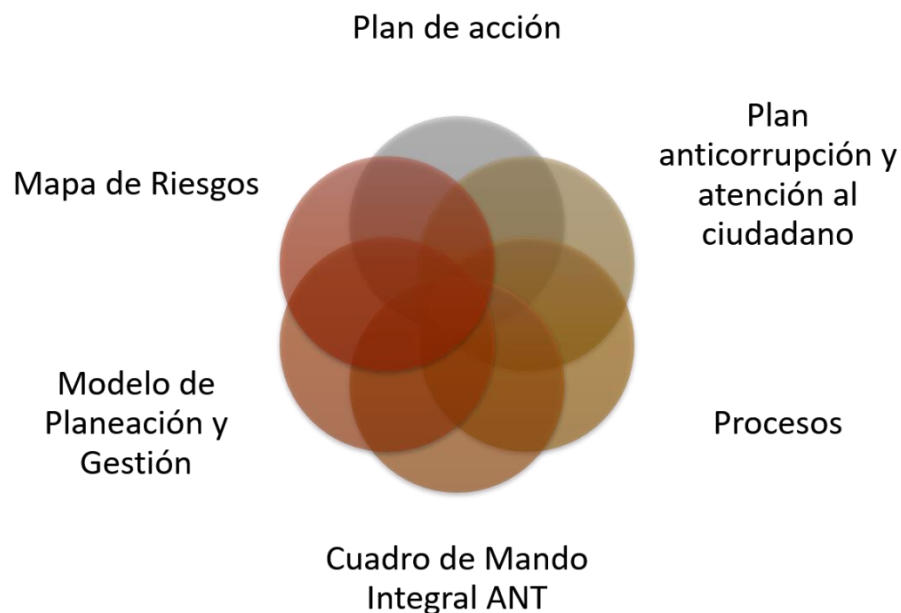 Plan de acción
Plan
anticorrupción y
atención al
ciudadano
Mapa de Riesgos
Procesos
Modelo de
Planeación y
Gestión
Cuadro de Mando
Integral ANT